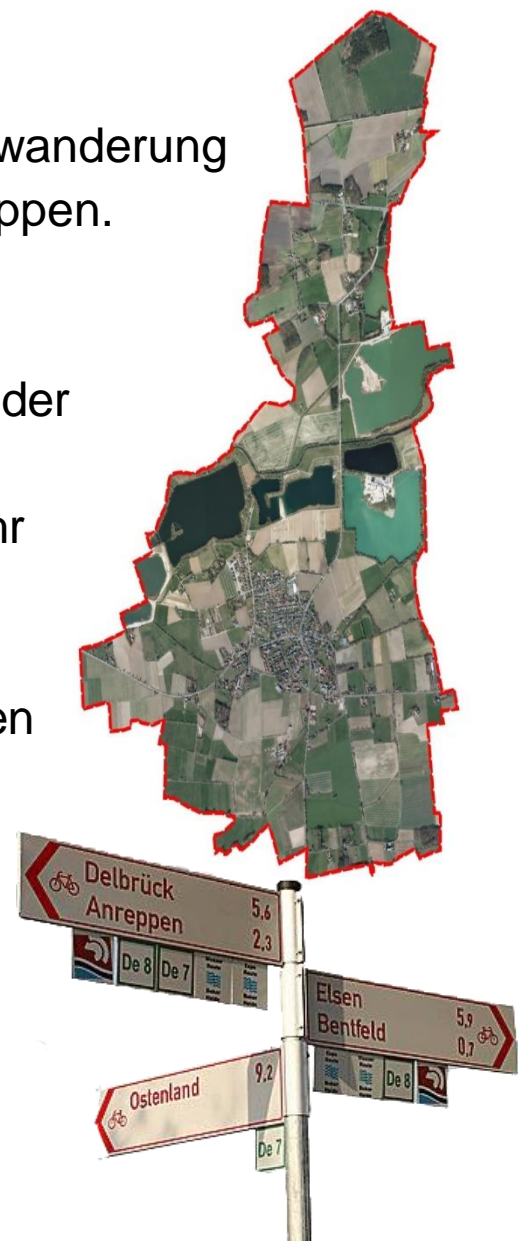 wanderung
ppen.
der
hr
en
Delbrück 5,6
Anreppen 2,3
De 8 De 7
Elsen 5,9
Bentfeld 0,7
De 8
Ostenland 9,2
De 7